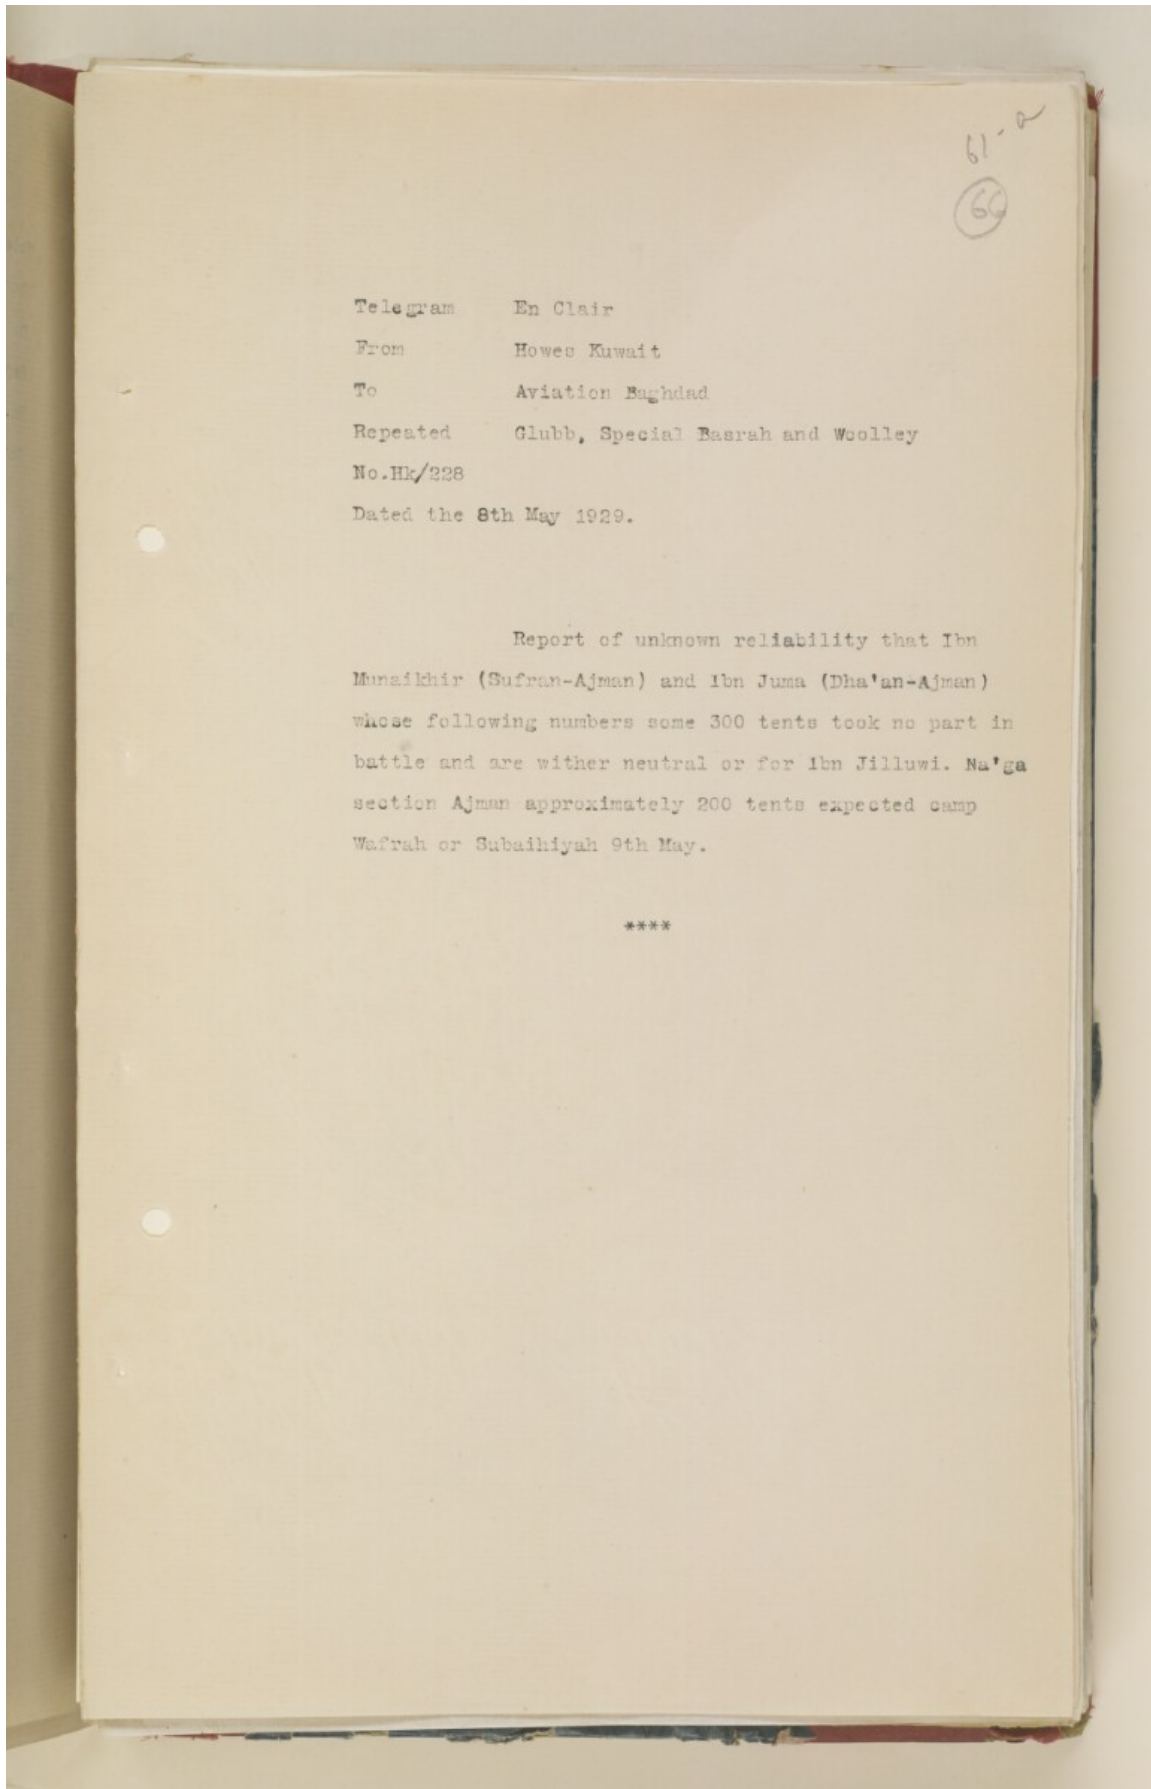 61-a
66
Telegram En Clair
From Howes Kuwait
To Aviation Baghdad
Repeated Glubb, Special Basrah and Woolley
No.Hk/228
Dated the 8th May 1929.
Report of unknown reliability that Ibn
Munaikhir (Sufran-Ajman) and Ibn Juma (Dha'an-Ajman)
whose following numbers some 300 tents took no part in
battle and are wither neutral or for Ibn Jilluwi. Na'ga
section Ajman approximately 200 tents expected camp
Wafrah or Subaihiyah 9th May.
****